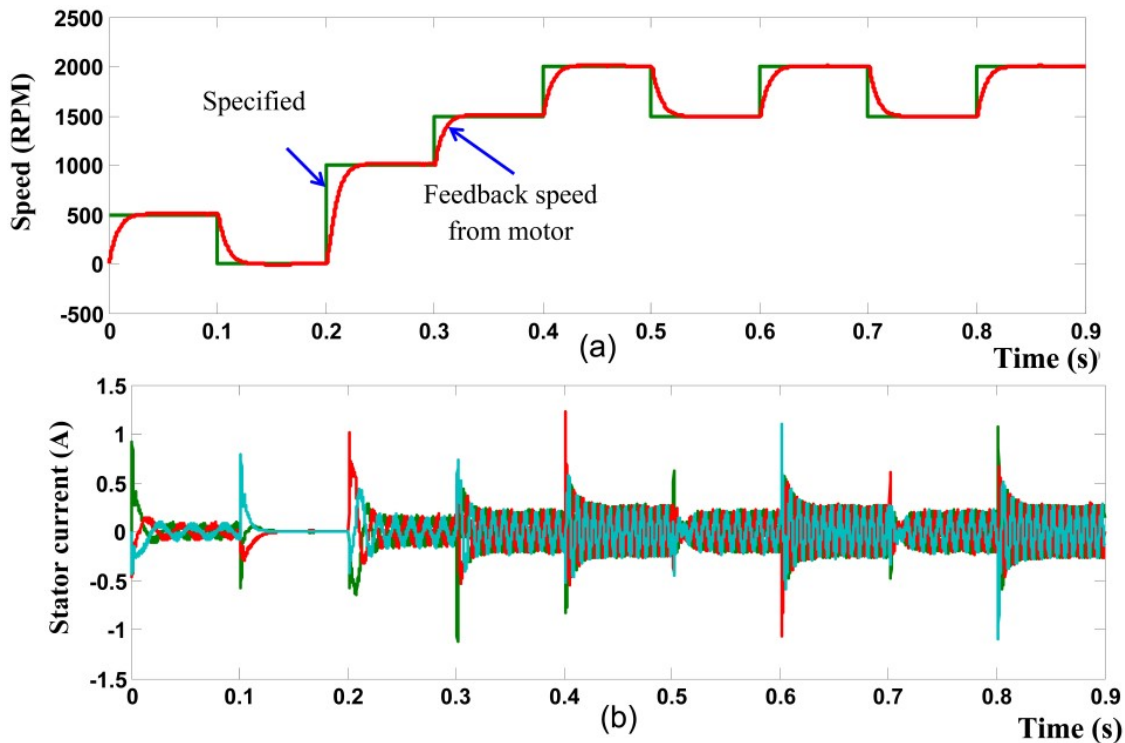 2500
2000
1500
1000
500
0
-500
Speed (RPM)
Specified
Feedback speed
from motor
0 0.1 0.2 0.3 0.4 0.5 0.6 0.7 0.8 0.9
(a)
Time (s)
1.5
1
0.5
0
-0.5
-1
-1.5
Stator current (A)
0 0.1 0.2 0.3 0.4 0.5 0.6 0.7 0.8 0.9
(b)
Time (s)